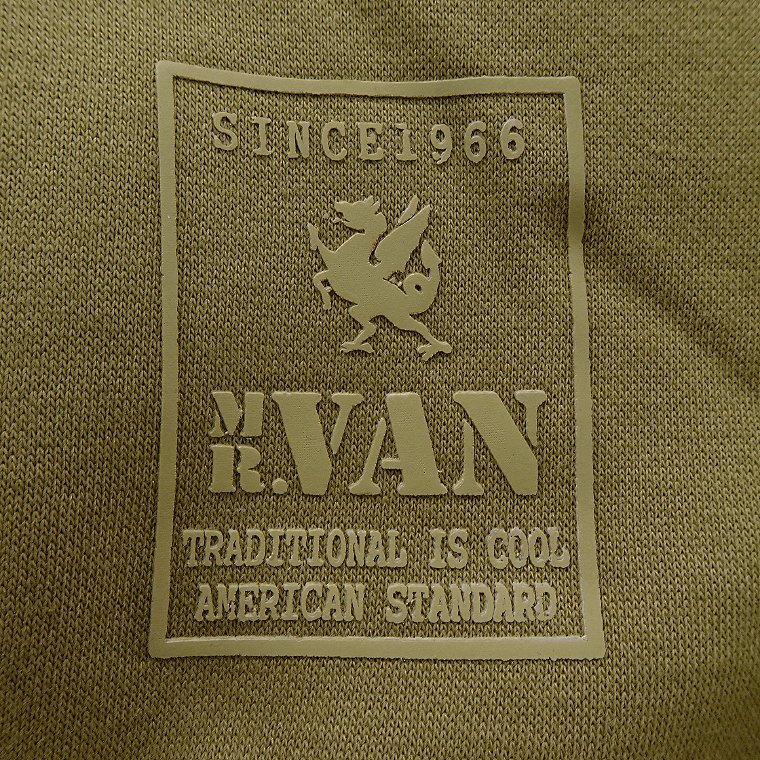 SINCE1966
MR.VAN
TRADITIONAL IS COOL
AMERICAN STANDARD